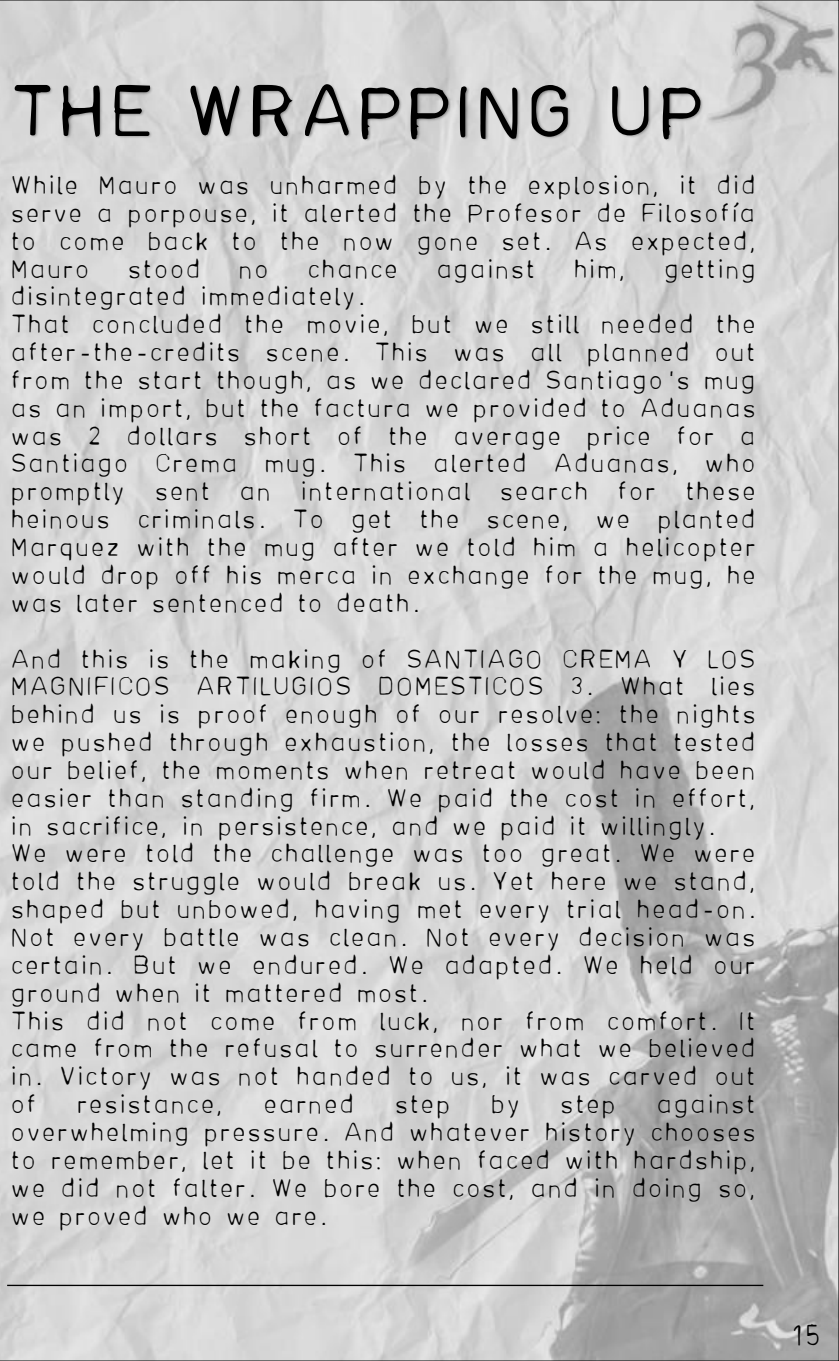 THE WRAPPING UP
While Mauro was unharmed by the explosion, it did
serve a porpouse, it alerted the Profesor de Filosofía
to come back to the now gone set. As expected,
Mauro stood no chance against him, getting
disintegrated immediately.
That concluded the movie, but we still needed the
after-the-credits scene. This was all planned out
from the start though, as we declared Santiago's mug
as an import, but the factura we provided to Aduanas
was 2 dollars short of the average price for a
Santiago Crema mug. This alerted Aduanas, who
promptly sent an international search for these
heinous criminals. To get the scene, we planted
Marquez with the mug after we told him a helicopter
would drop off his merca in exchange for the mug, he
was later sentenced to death.
And this is the making of SANTIAGO CREMA Y LOS
MAGNIFICOS ARTILUGIOS DOMESTICOS 3. What lies
behind us is proof enough of our resolve: the nights
we pushed through exhaustion, the losses that tested
our belief, the moments when retreat would have been
easier than standing firm. We paid the cost in effort,
in sacrifice, in persistence, and we paid it willingly.
We were told the challenge was too great. We were
told the struggle would break us. Yet here we stand,
shaped but unbowed, having met every trial head-on.
Not every battle was clean. Not every decision was
certain. But we endured. We adapted. We held our
ground when it mattered most.
This did not come from luck, nor from comfort. It
came from the refusal to surrender what we believed
in. Victory was not handed to us, it was carved out
of resistance, earned step by step against
overwhelming pressure. And whatever history chooses
to remember, let it be this: when faced with hardship,
we did not falter. We bore the cost, and in doing so,
we proved who we are.
3
15